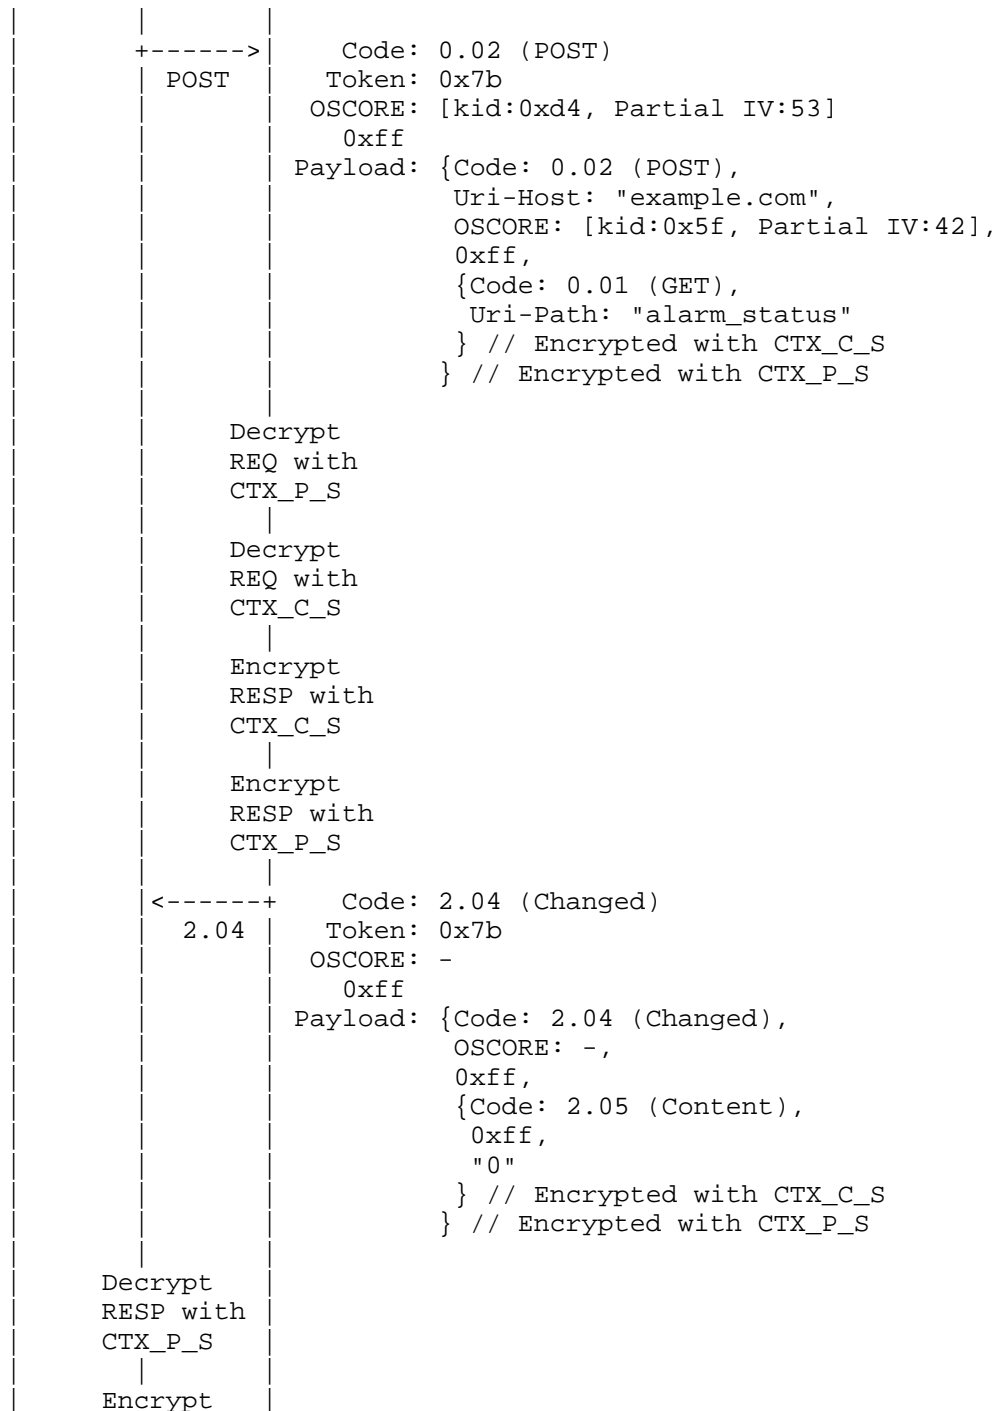 |       |       |
|       +------>|    Code: 0.02 (POST)
|       | POST  |   Token: 0x7b
|       |       |  OSCORE: [kid:0xd4, Partial IV:53]
|       |       |    0xff
|       |       | Payload: {Code: 0.02 (POST),
|       |       |           Uri-Host: "example.com",
|       |       |           OSCORE: [kid:0x5f, Partial IV:42],
|       |       |           0xff,
|       |       |           {Code: 0.01 (GET),
|       |       |            Uri-Path: "alarm_status"
|       |       |           } // Encrypted with CTX_C_S
|       |       |          } // Encrypted with CTX_P_S
|       |       |
|       |     Decrypt
|       |     REQ with
|       |     CTX_P_S
|       |       |
|       |     Decrypt
|       |     REQ with
|       |     CTX_C_S
|       |       |
|       |     Encrypt
|       |     RESP with
|       |     CTX_C_S
|       |       |
|       |     Encrypt
|       |     RESP with
|       |     CTX_P_S
|       |       |
|       |<------+    Code: 2.04 (Changed)
|       |  2.04 |   Token: 0x7b
|       |       |  OSCORE: -
|       |       |    0xff
|       |       | Payload: {Code: 2.04 (Changed),
|       |       |           OSCORE: -,
|       |       |           0xff,
|       |       |           {Code: 2.05 (Content),
|       |       |            0xff,
|       |       |            "0"
|       |       |           } // Encrypted with CTX_C_S
|       |       |          } // Encrypted with CTX_P_S
|       |       |
|     Decrypt   |
|     RESP with |
|     CTX_P_S   |
|       |       |
|     Encrypt   |